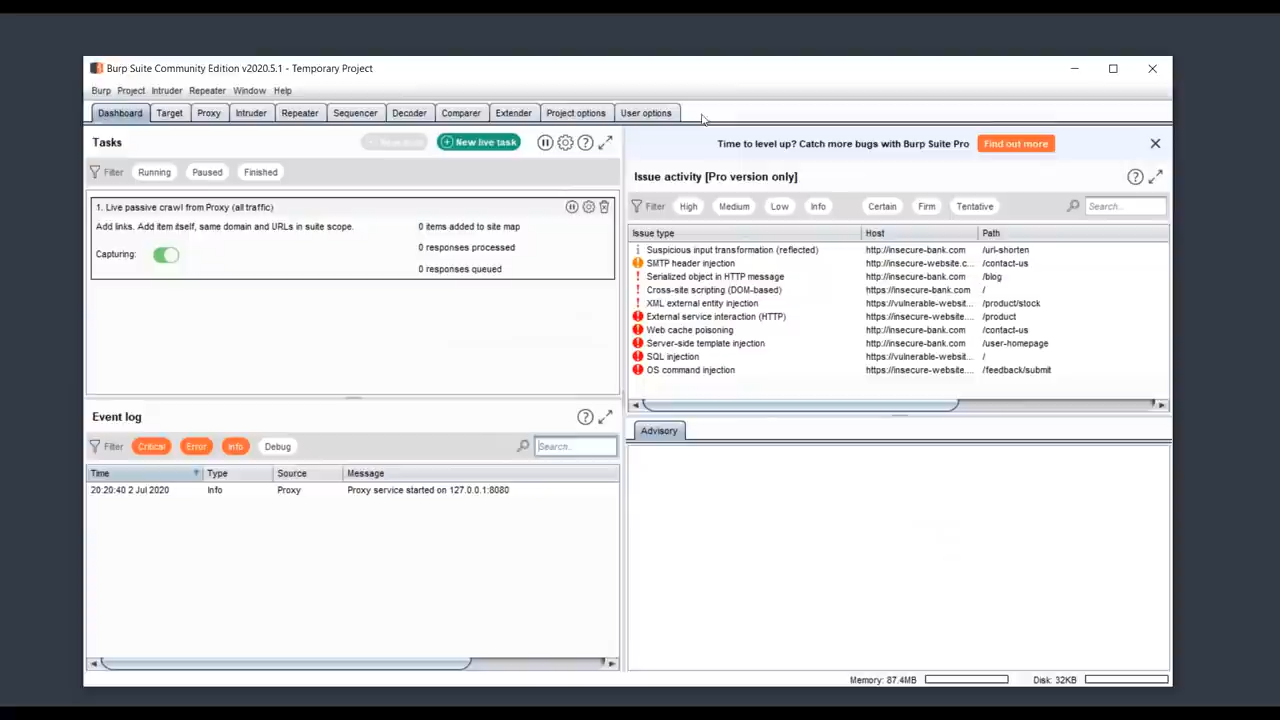 Burp Suite Community Edition v2020.5.1 - Temporary Project
Burp Project Intruder Repeater Window Help
Dashboard Target Proxy Intruder Repeater Sequencer Decoder Comparer Extender Project options User options
Tasks
New live task
Filter Running Paused Finished
1. Live passive crawl from Proxy (all traffic)
Add links. Add item itself, same domain and URLs in suite scope.
0 items added to site map
Capturing:
0 responses processed
0 responses queued
Event log
Filter Critical Error Info Debug
Search...
Time Type Source Message
20:20:40 2 Jul 2020 Info Proxy Proxy service started on 127.0.0.1:8080
Time to level up? Catch more bugs with Burp Suite Pro
Find out more
Issue activity [Pro version only]
Filter High Medium Low Info Certain Firm Tentative
Search...
Issue type Host Path
Suspicious input transformation (reflected) http://insecure-bank.com /url-shorten
SMTP header injection http://insecure-website.c... /contact-us
Serialized object in HTTP message http://insecure-bank.com /blog
Cross-site scripting (DOM-based) https://insecure-bank.com /
XML external entity injection https://vulnerable-websit... /product/stock
External service interaction (HTTP) https://insecure-website.... /product
Web cache poisoning http://insecure-bank.com /contact-us
Server-side template injection http://insecure-bank.com /user-homepage
SQL injection https://vulnerable-websit... /
OS command injection https://insecure-website.... /feedback/submit
Advisory
Memory: 87.4MB
Disk: 32KB